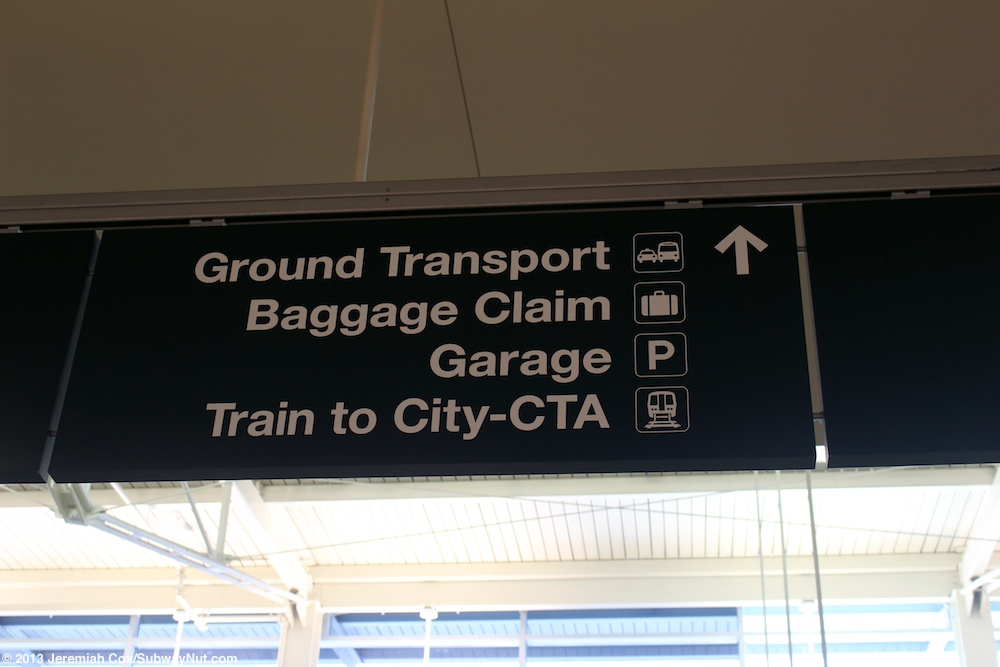 Ground Transport
Baggage Claim
Garage P
Train to City-CTA
© 2013 Jeremiah Cox/SubwayNut.com